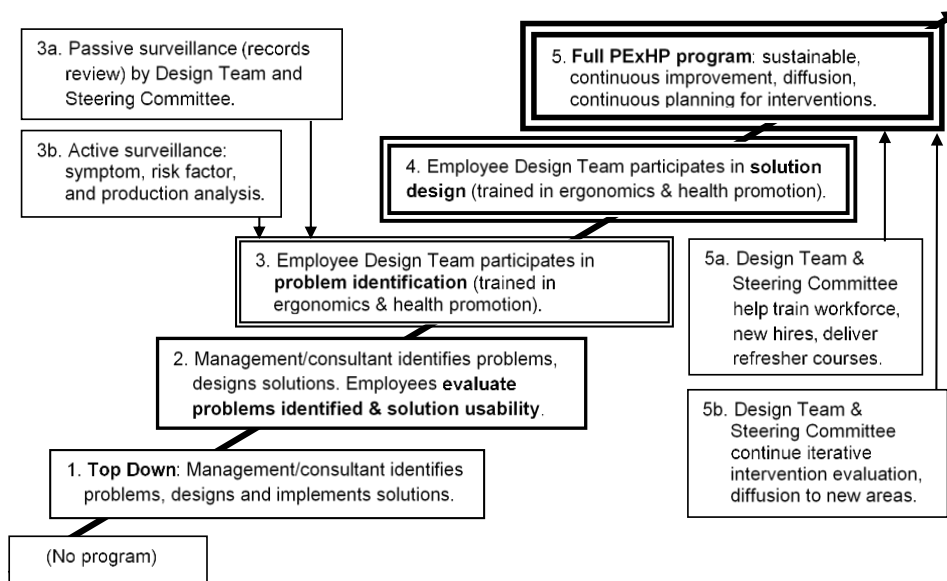 3a. Passive surveillance (records
review) by Design Team and
Steering Committee.
3b. Active surveillance:
symptom, risk factor,
and production analysis.
5. Full PExHP program: sustainable,
continuous improvement, diffusion,
continuous planning for interventions.
4. Employee Design Team participates in solution
design (trained in ergonomics & health promotion).
3. Employee Design Team participates in
problem identification (trained in
ergonomics & health promotion).
5a. Design Team &
Steering Committee
help train workforce,
new hires, deliver
refresher courses.
2. Management/consultant identifies problems,
designs solutions. Employees evaluate
problems identified & solution usability.
5b. Design Team &
Steering Committee
continue iterative
intervention evaluation,
diffusion to new areas.
1. Top Down: Management/consultant identifies
problems, designs and implements solutions.
(No program)